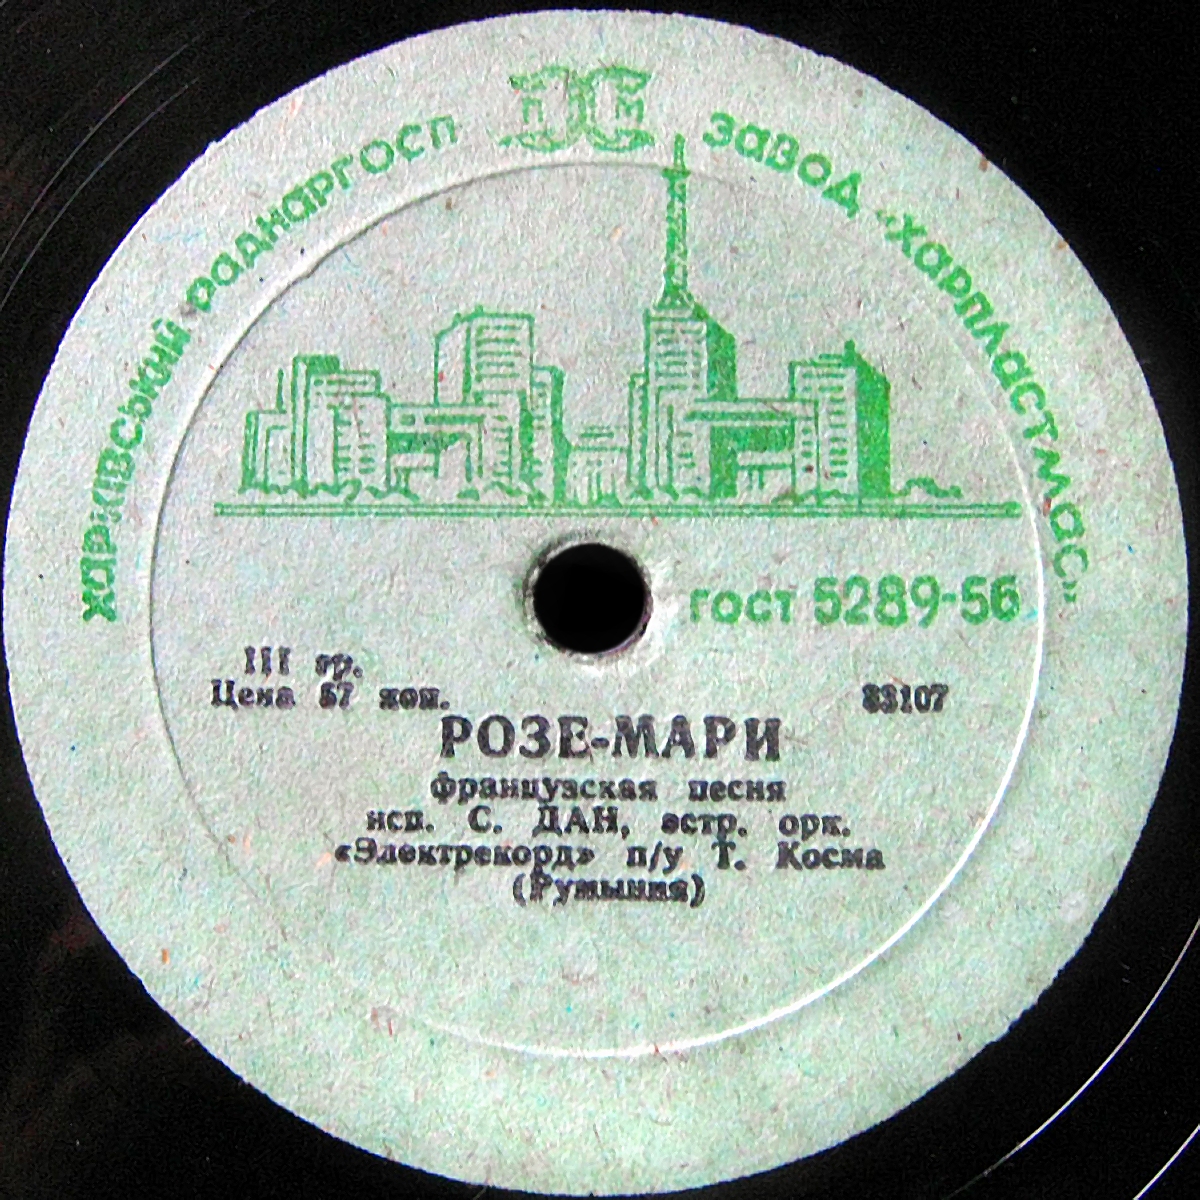 ХАРКІВСЬКИЙ РАДНАРГОСП
ЗАВОД «ХАРПЛАСТМАС»
ГОСТ 5289-56
III гр.
Цена 57 коп.
33107
РОЗЕ-МАРИ
французская песня
исп. С. ДАН, эстр. орк.
«Электрекорд» п/у Т. Косма
(Румыния)